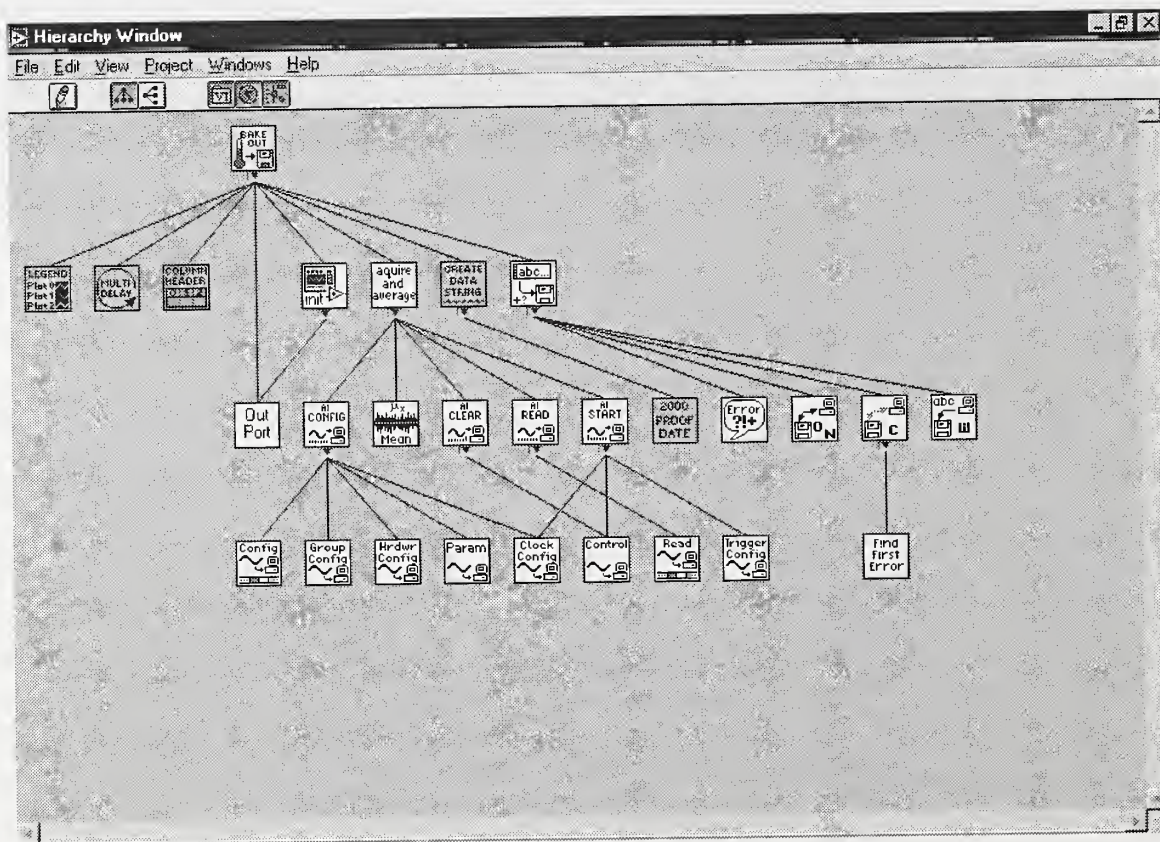 Hierarchy Window
File Edit View Project Windows Help
BAKE
OUT
LEGEND
Plot 0
Plot 1
Plot 2
MULTI
DELAY
COLUMN
HEADER
init
aquire
and
average
CREATE
DATA
STRING
abc...
+?
Out
Port
AI
CONFIG
μx
Mean
AI
CLEAR
AI
READ
AI
START
2000
PROOF
DATE
Error
?!+
O N
C
abc
W
Config
Group
Config
Hrdwr
Config
Param
Clock
Config
Control
Read
Trigger
Config
Find
First
Error